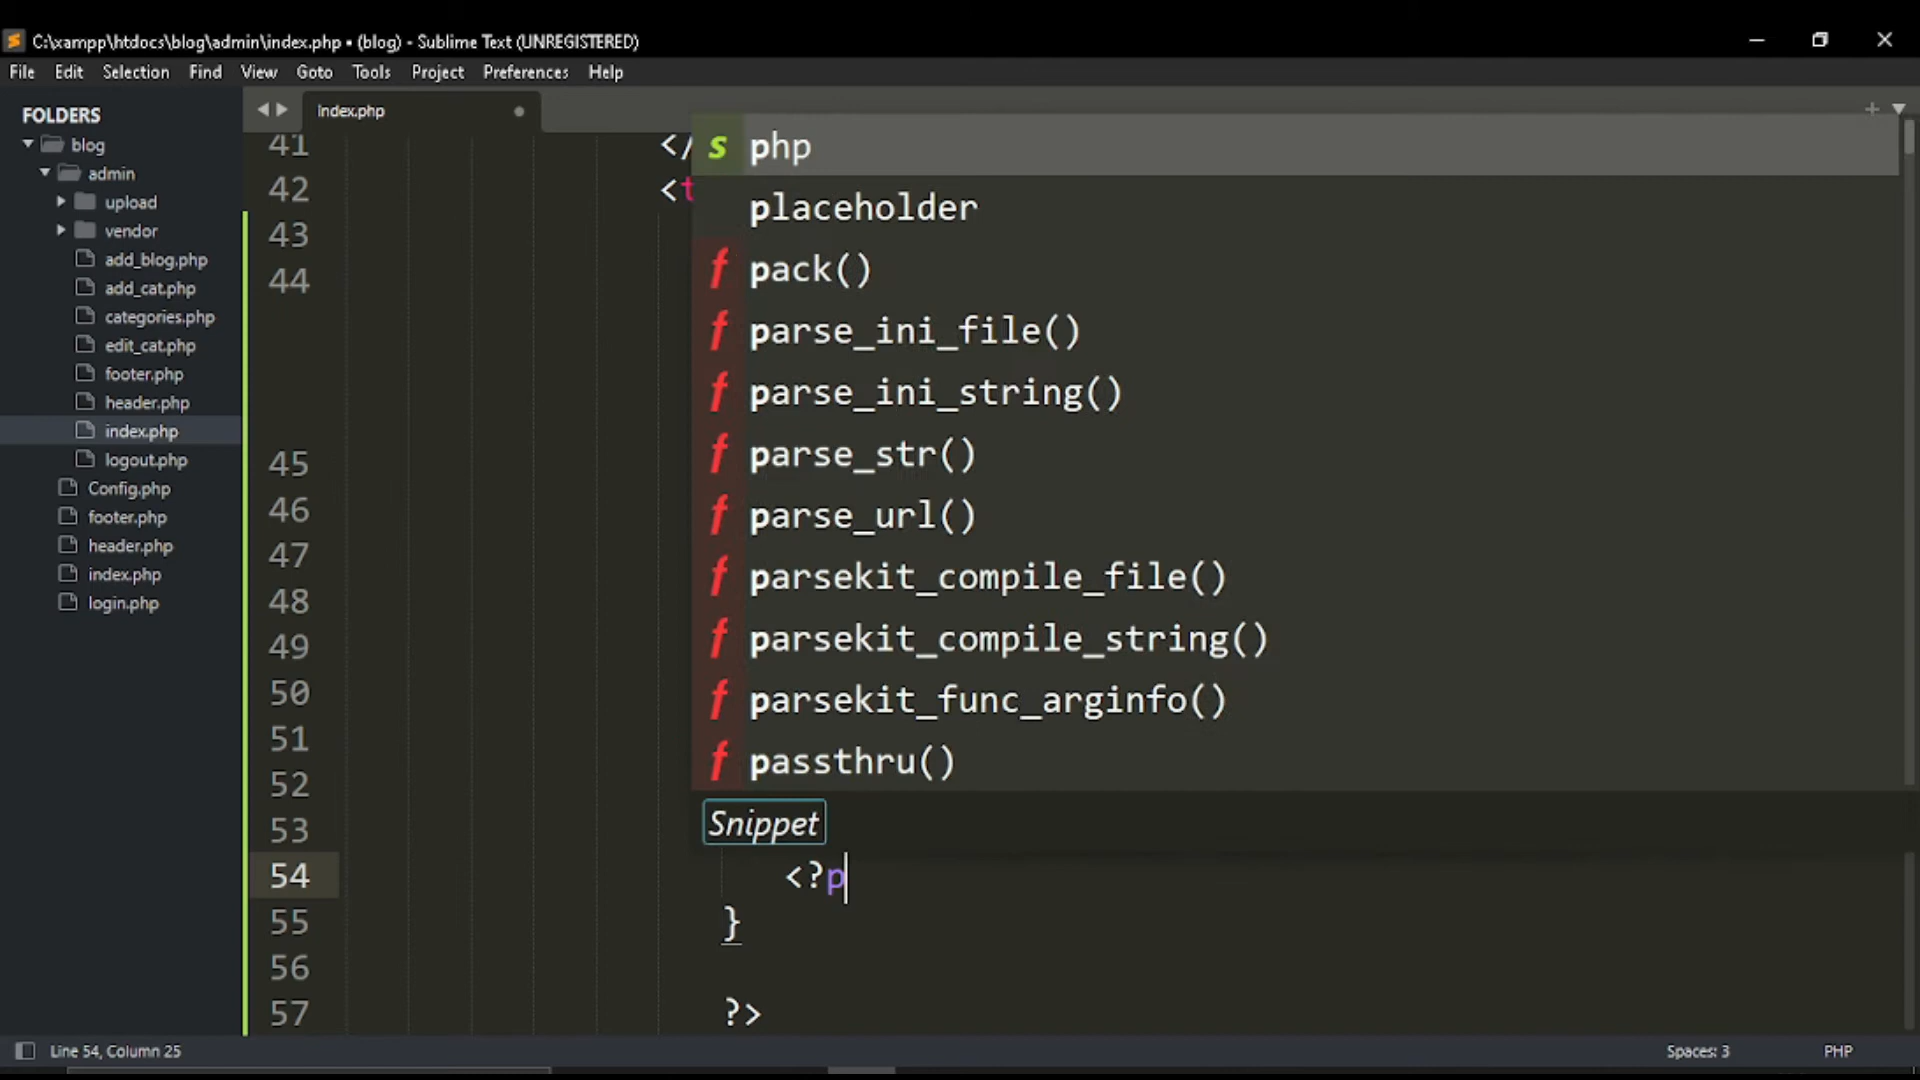 C:\xampp\htdocs\blog\admin\index.php • (blog) - Sublime Text (UNREGISTERED)
File Edit Selection Find View Goto Tools Project Preferences Help
FOLDERS
blog
admin
upload
vendor
add_blog.php
add_cat.php
categories.php
edit_cat.php
footer.php
header.php
index.php
logout.php
Config.php
footer.php
header.php
index.php
login.php
index.php
41 </
42 <t
43
44
45
46
47
48
49
50
51
52
53
54 <?p
55 }
56
57 ?>
s php
placeholder
f pack()
f parse_ini_file()
f parse_ini_string()
f parse_str()
f parse_url()
f parsekit_compile_file()
f parsekit_compile_string()
f parsekit_func_arginfo()
f passthru()
Snippet
Line 54, Column 25
Spaces: 3
PHP